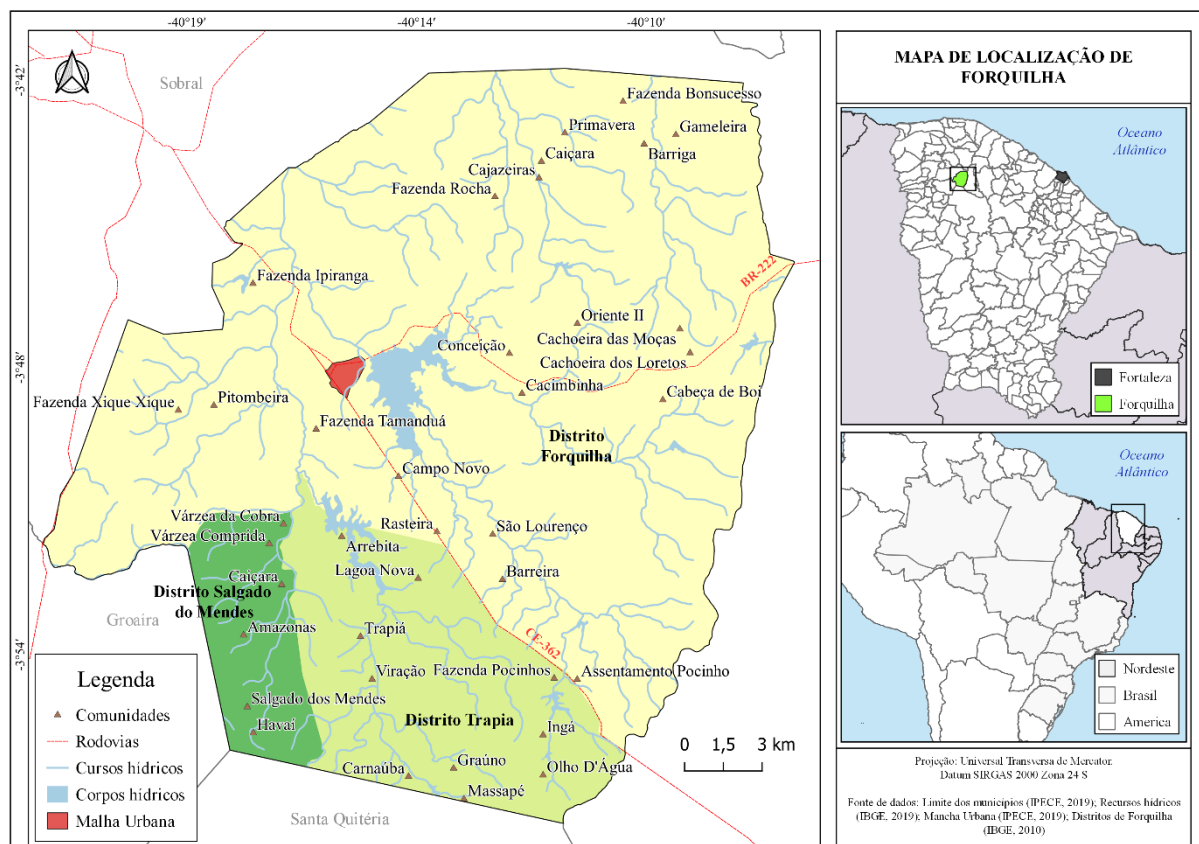 -40°19'
-40°14'
-40°10'
-3°42'
-3°48'
-3°54'
Sobral
Fazenda Bonsucesso
Primavera
Gameleira
Barriga
Caiçara
Cajazeiras
Fazenda Rocha
Fazenda Ipiranga
BR-222
Oriente II
Cachoeira das Moças
Conceição
Cachoeira dos Loretos
Cacimbinha
Cabeça de Boi
Fazenda Xique Xique
Pitombeira
Fazenda Tamanduá
Distrito
Forquilha
Campo Novo
Várzea da Cobra
Rasteira
São Lourenço
Várzea Comprida
Arrebita
Caiçara
Lagoa Nova
Barreira
Distrito Salgado
do Mendes
Groaira
Amazonas
Trapiá
CE-362
Viração
Fazenda Pocinhos
Assentamento Pocinho
Salgado dos Mendes
Distrito Trapia
Havaí
Ingá
Carnaúba
Graúno
Olho D'Água
Massapé
Santa Quitéria
0 1,5 3 km
Legenda
Comunidades
Rodovias
Cursos hídricos
Corpos hídricos
Malha Urbana
MAPA DE LOCALIZAÇÃO DE
FORQUILHA
Oceano
Atlântico
Fortaleza
Forquilha
Oceano
Atlântico
Nordeste
Brasil
America
Projeção: Universal Transversa de Mercator.
Datum SIRGAS 2000 Zona 24 S
Fonte de dados: Limite dos municípios (IPECE, 2019); Recursos hídricos
(IBGE, 2019); Mancha Urbana (IPECE, 2019); Distritos de Forquilha
(IBGE, 2010)